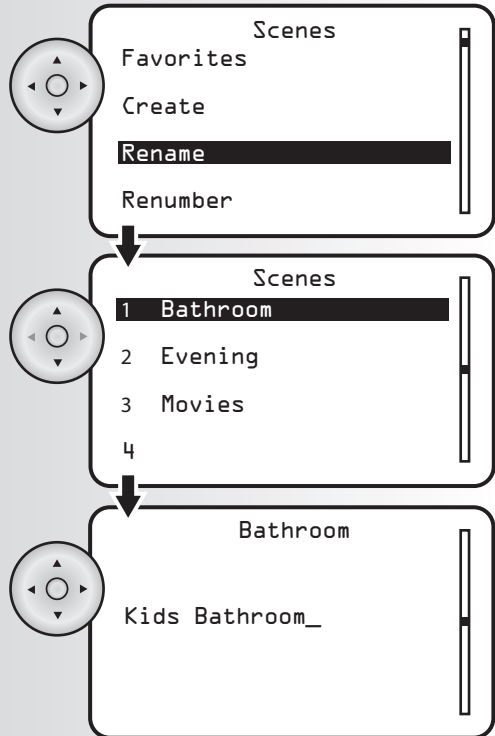 Scenes
Favorites
Create
Rename
Renumber
Scenes
1 Bathroom
2 Evening
3 Movies
4
Bathroom
Kids Bathroom_